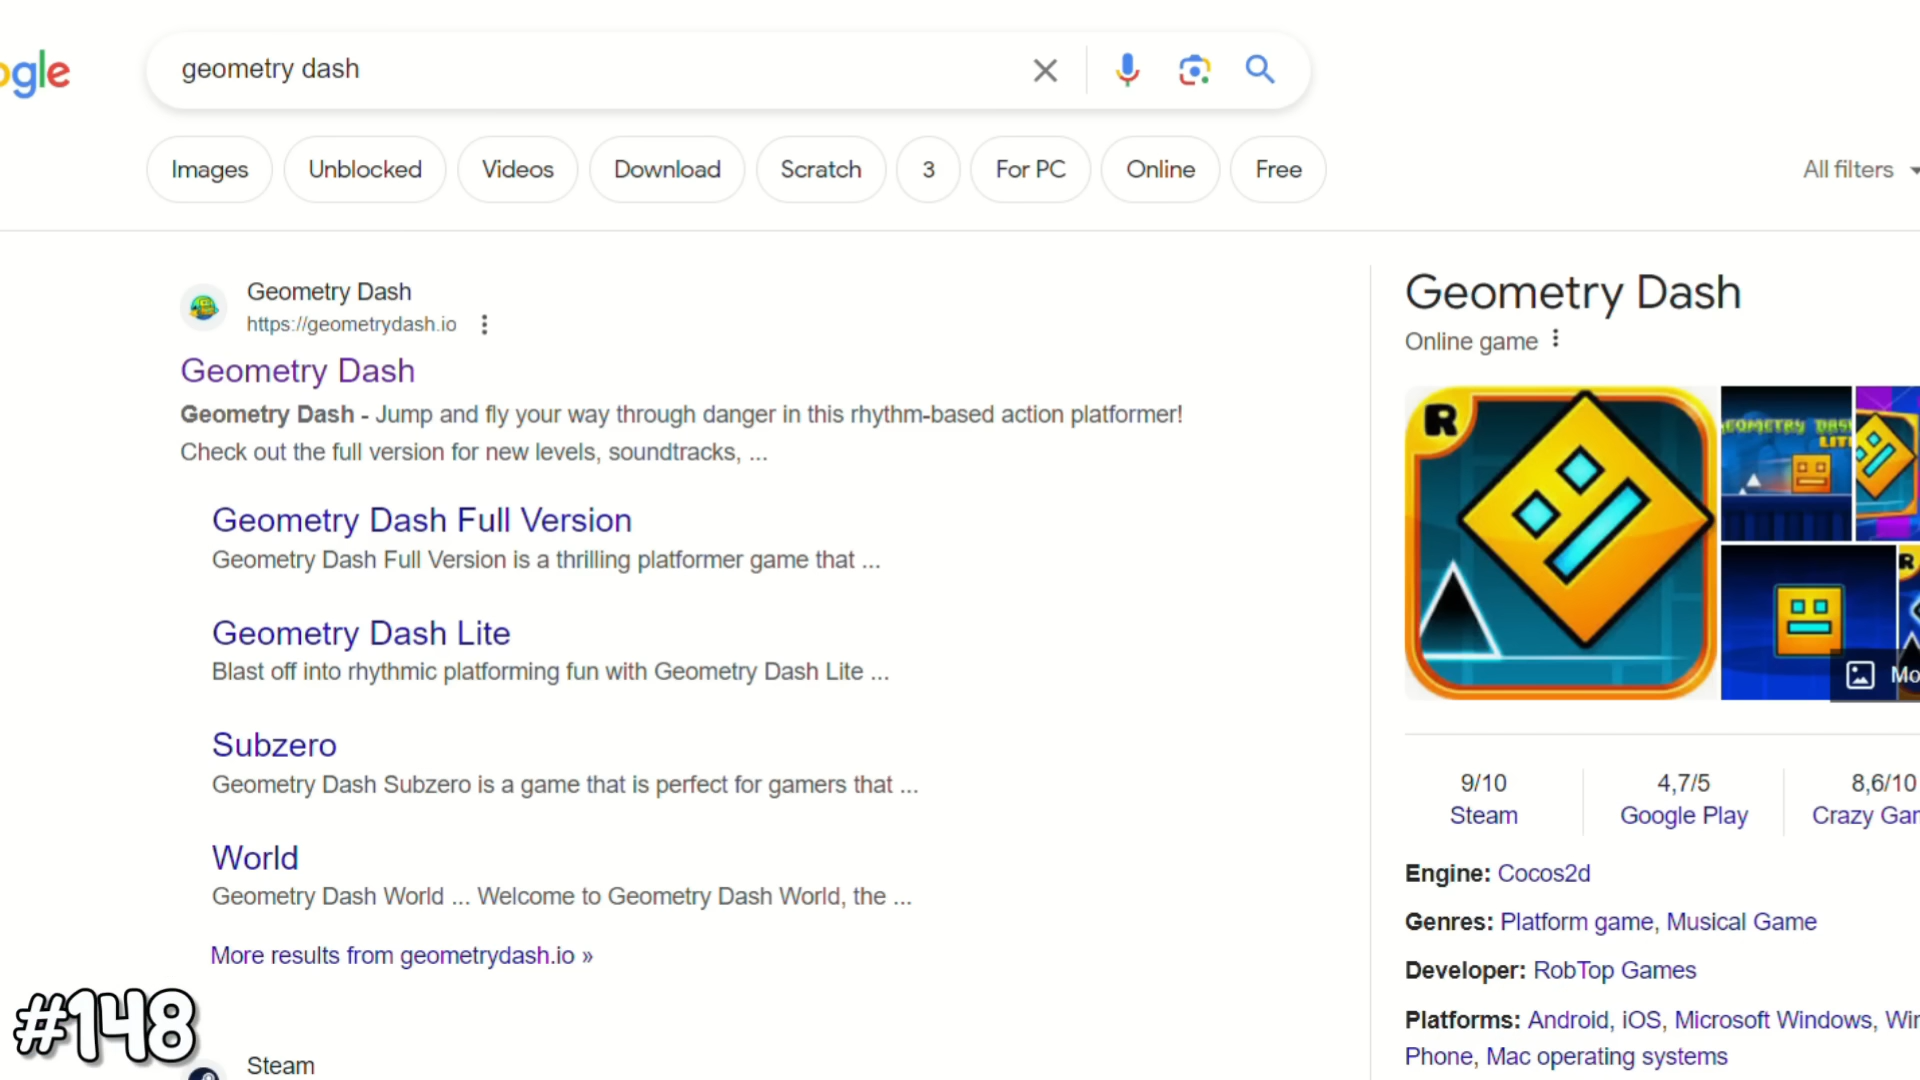 ogle
geometry dash
Images
Unblocked
Videos
Download
Scratch
3
For PC
Online
Free
All filters
Geometry Dash
https://geometrydash.io
Geometry Dash
Geometry Dash - Jump and fly your way through danger in this rhythm-based action platformer!
Check out the full version for new levels, soundtracks, ...
Geometry Dash Full Version
Geometry Dash Full Version is a thrilling platformer game that ...
Geometry Dash Lite
Blast off into rhythmic platforming fun with Geometry Dash Lite ...
Subzero
Geometry Dash Subzero is a game that is perfect for gamers that ...
World
Geometry Dash World ... Welcome to Geometry Dash World, the ...
More results from geometrydash.io »
#148
Steam
Geometry Dash
Online game
R
GEOMETRY DASH
LITE
R
Mo
9/10
Steam
4,7/5
Google Play
8,6/10
Crazy Gam
Engine: Cocos2d
Genres: Platform game, Musical Game
Developer: RobTop Games
Platforms: Android, iOS, Microsoft Windows, Win
Phone, Mac operating systems